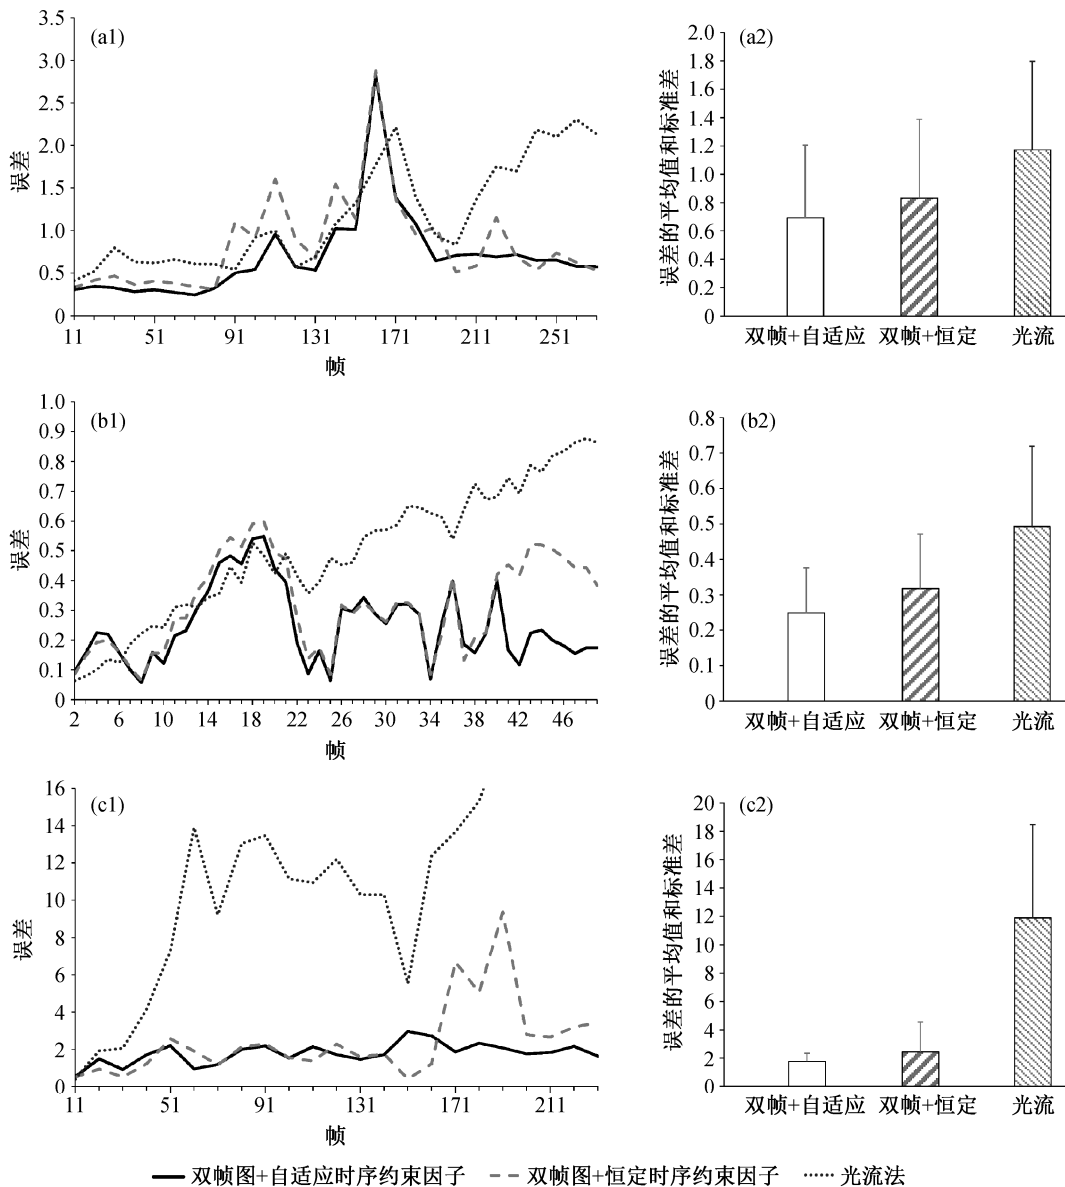 (a1)
3.5
3.0
2.5
2.0
1.5
1.0
0.5
0
误差
11 51 91 131 171 211 251
帧
(a2)
2.0
1.8
1.6
1.4
1.2
1.0
0.8
0.6
0.4
0.2
0
误差的平均值和标准差
双帧+自适应 双帧+恒定 光流
(b1)
1.0
0.9
0.8
0.7
0.6
0.5
0.4
0.3
0.2
0.1
0
误差
2 6 10 14 18 22 26 30 34 38 42 46
帧
(b2)
0.8
0.7
0.6
0.5
0.4
0.3
0.2
0.1
0
误差的平均值和标准差
双帧+自适应 双帧+恒定 光流
(c1)
16
14
12
10
8
6
4
2
0
误差
11 51 91 131 171 211
帧
(c2)
20
18
16
14
12
10
8
6
4
2
0
误差的平均值和标准差
双帧+自适应 双帧+恒定 光流
双帧图+自适应时序约束因子 双帧图+恒定时序约束因子 光流法